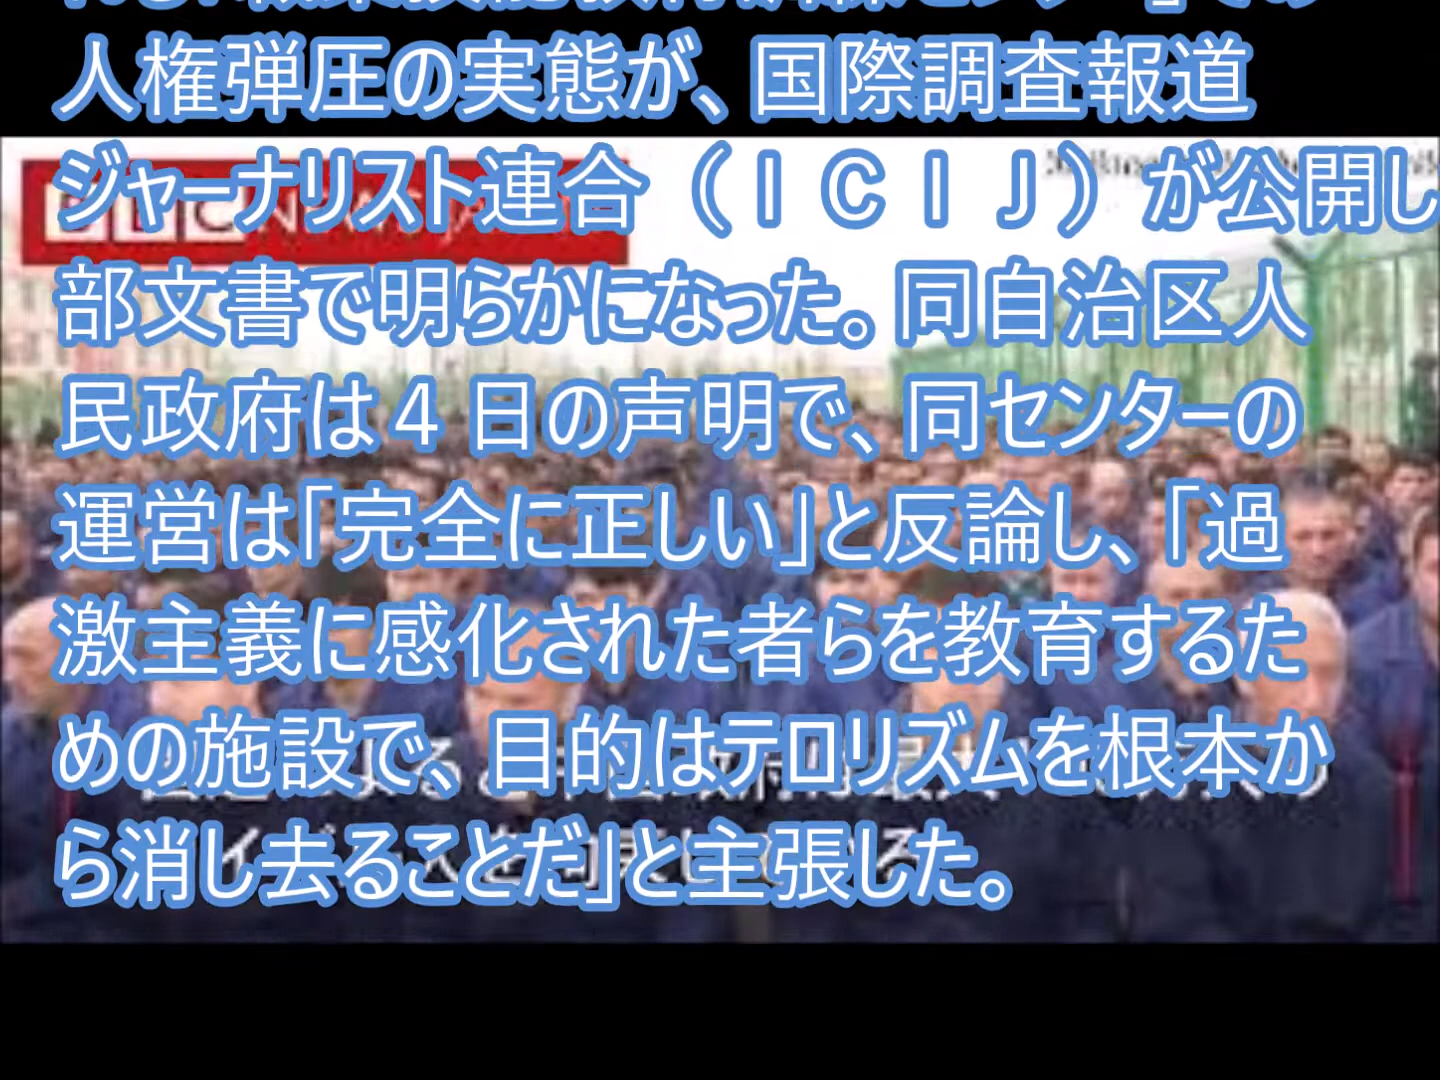 人権弾圧の実態が、国際調査報道
ジャーナリスト連合（ＩＣＩＪ）が公開し
部文書で明らかになった。同自治区人
民政府は４日の声明で、同センターの
運営は「完全に正しい」と反論し、「過
激主義に感化された者らを教育するた
めの施設で、目的はテロリズムを根本か
ら消し去ることだ」と主張した。